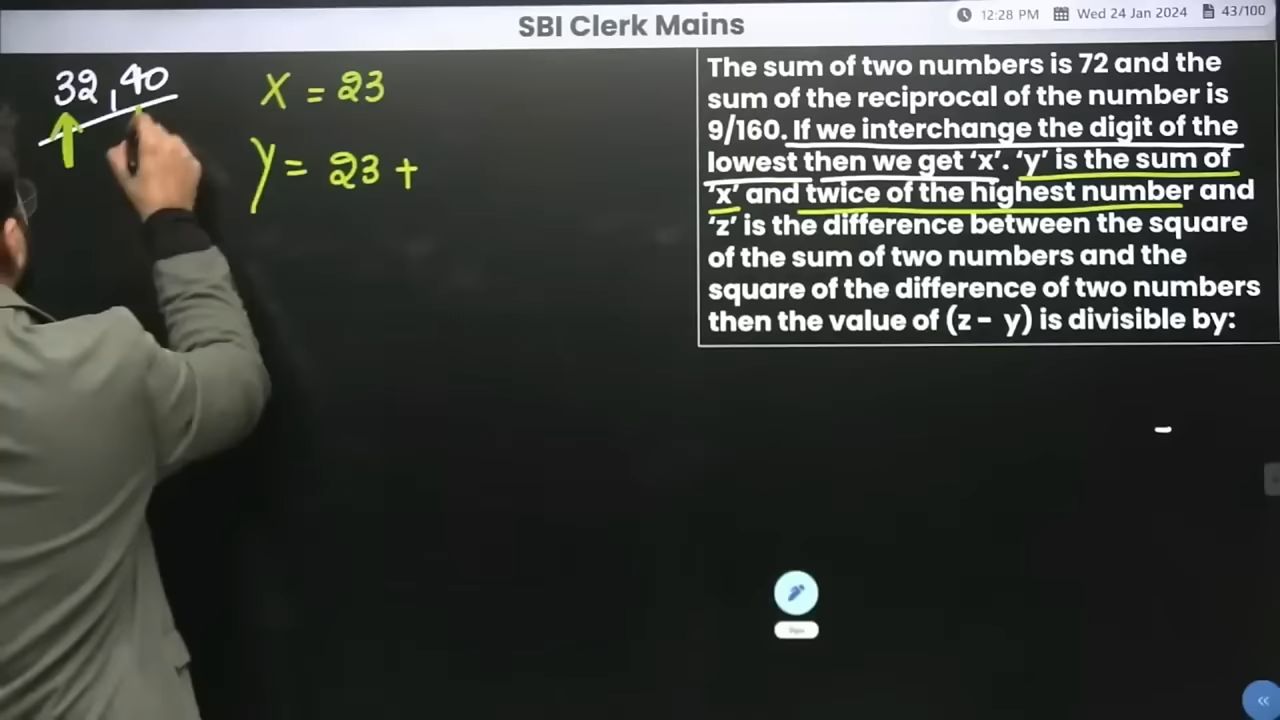 SBI Clerk Mains
12:28 PM Wed 24 Jan 2024 43/100
32, 40
x = 23
y = 23 +
The sum of two numbers is 72 and the
sum of the reciprocal of the number is
9/160. If we interchange the digit of the
lowest then we get ‘x’. ‘y’ is the sum of
‘x’ and twice of the highest number and
‘z’ is the difference between the square
of the sum of two numbers and the
square of the difference of two numbers
then the value of (z - y) is divisible by: